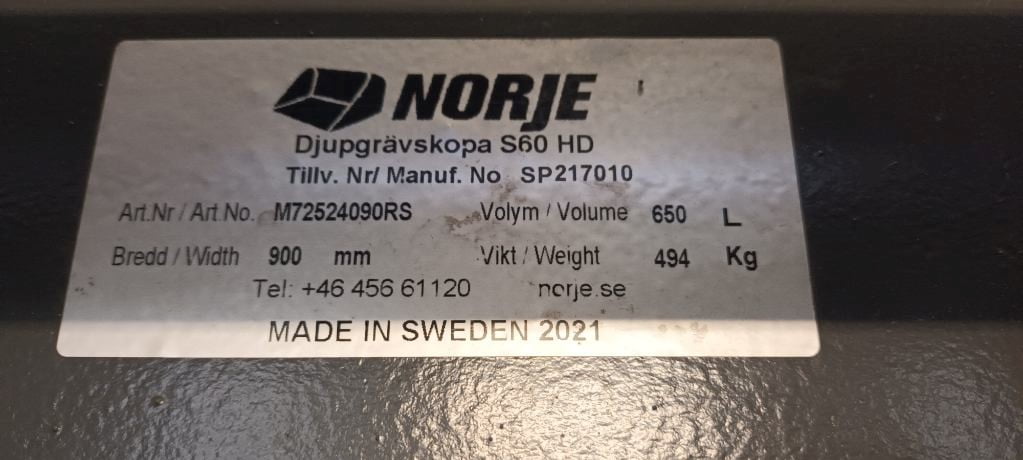 NORJE
Djupgrävskopa S60 HD
Tillv. Nr/ Manuf. No SP217010
Art.Nr / Art.No. M72524090RS Volym / Volume 650 L
Bredd / Width 900 mm Vikt / Weight 494 Kg
Tel: +46 456 61120 norje.se
MADE IN SWEDEN 2021